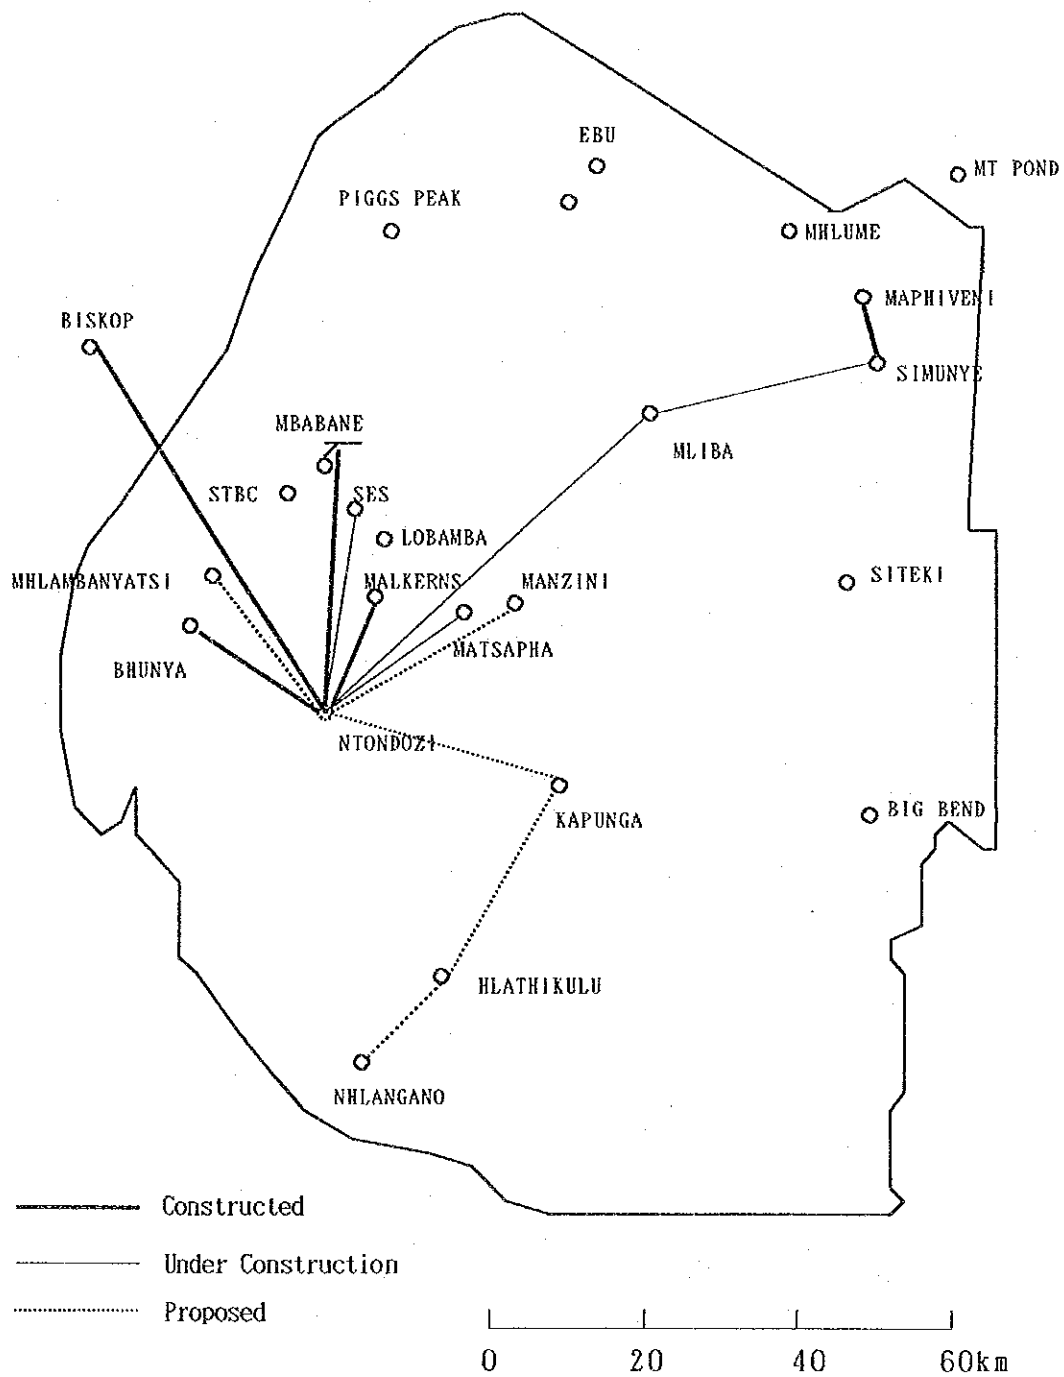 EBU
MT POND
PIGGS PEAK
MHLUME
MAPHIVENI
BISKOP
SIMUNYE
MBABANE
MLIBA
STBC
SES
LOBAMBA
MHLAMBANYATSI
MALKERNS
MANZINI
SITEKI
MATSAPHA
BHUNYA
NTONDOZI
KAPUNGA
BIG BEND
HLATHIKULU
NHLANGANO
Constructed
Under Construction
Proposed
0 20 40 60km